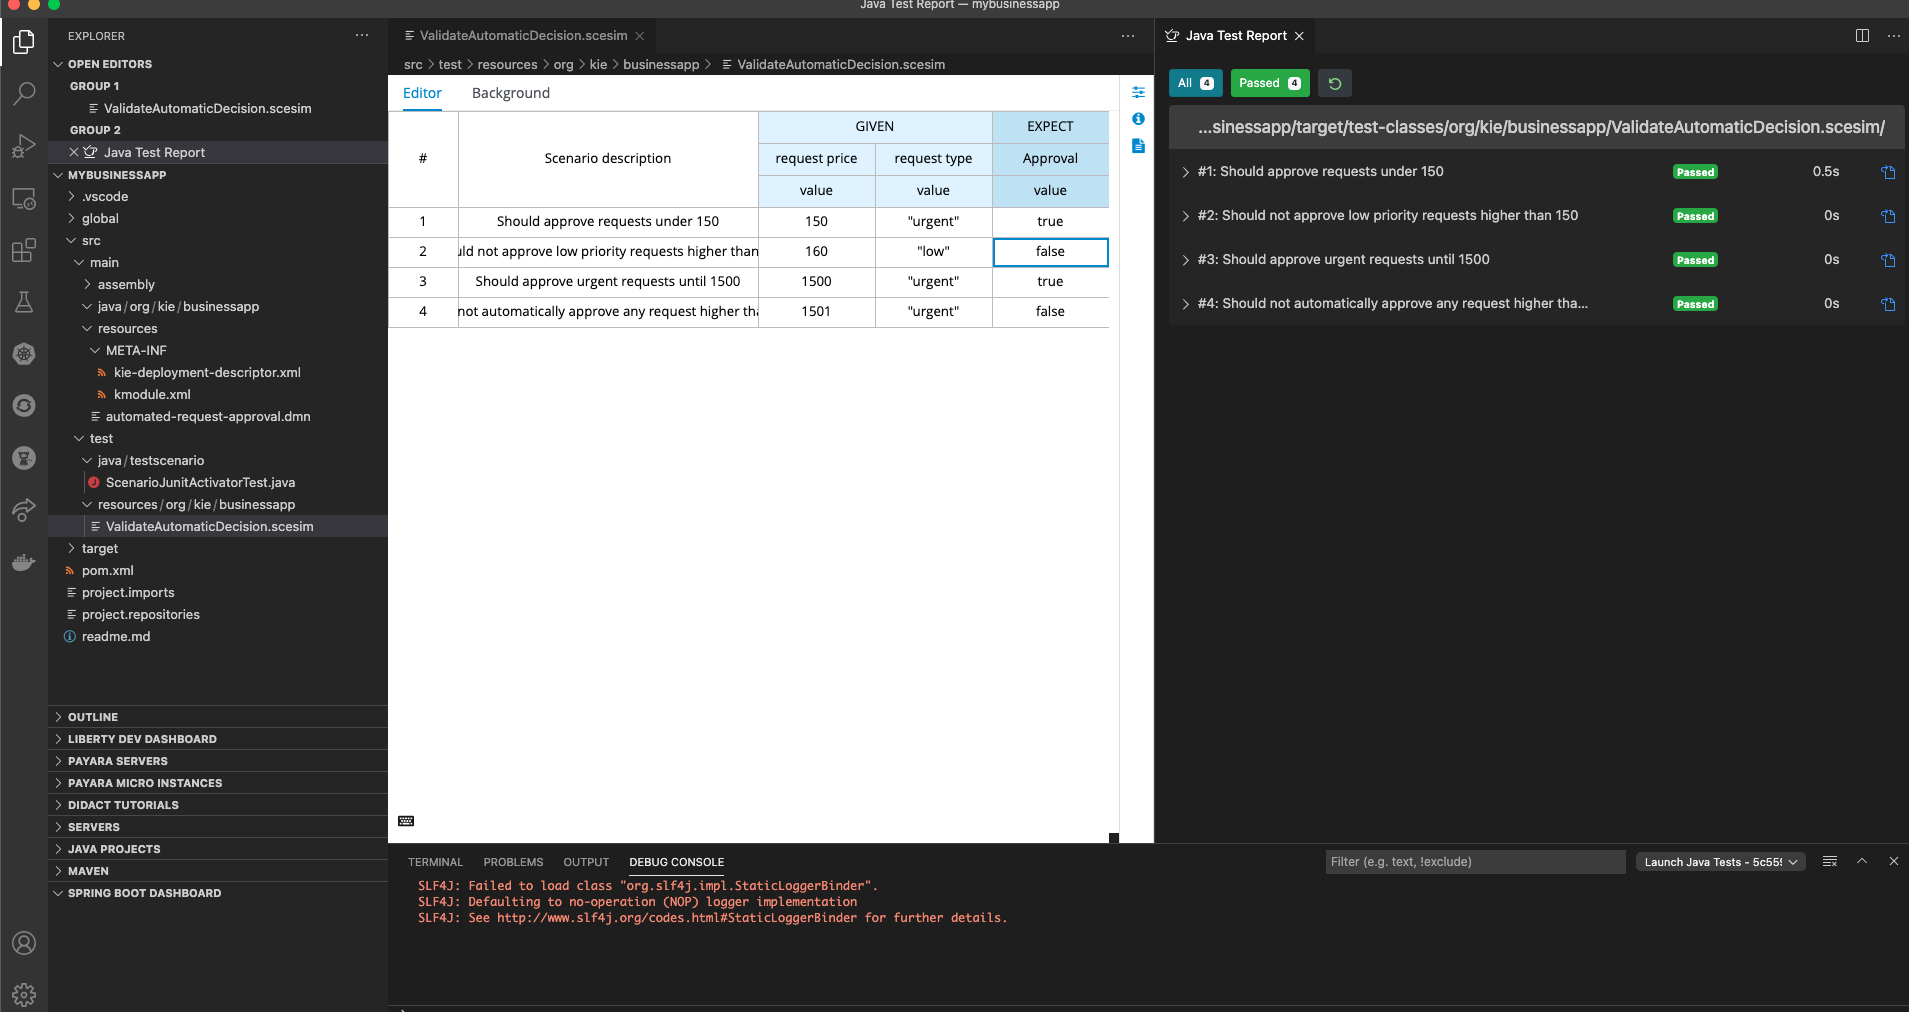 Java Test Report — mybusinessapp
EXPLORER
OPEN EDITORS
GROUP 1
ValidateAutomaticDecision.scesim
GROUP 2
Java Test Report
MYBUSINESSAPP
.vscode
global
src
main
assembly
java/org/kie/businessapp
resources
META-INF
kie-deployment-descriptor.xml
kmodule.xml
automated-request-approval.dmn
test
java/testscenario
ScenarioJunitActivatorTest.java
resources/org/kie/businessapp
ValidateAutomaticDecision.scesim
target
pom.xml
project.imports
project.repositories
readme.md
OUTLINE
LIBERTY DEV DASHBOARD
PAYARA SERVERS
PAYARA MICRO INSTANCES
DIDACT TUTORIALS
SERVERS
JAVA PROJECTS
MAVEN
SPRING BOOT DASHBOARD
ValidateAutomaticDecision.scesim
src > test > resources > org > kie > businessapp > ValidateAutomaticDecision.scesim
Editor Background
# Scenario description GIVEN EXPECT
request price request type Approval
value value value
1 Should approve requests under 150 150 "urgent" true
2 uld not approve low priority requests higher than 160 "low" false
3 Should approve urgent requests until 1500 1500 "urgent" true
4 not automatically approve any request higher tha 1501 "urgent" false
Java Test Report
All 4 Passed 4
...sinessapp/target/test-classes/org/kie/businessapp/ValidateAutomaticDecision.scesim/
#1: Should approve requests under 150 Passed 0.5s
#2: Should not approve low priority requests higher than 150 Passed 0s
#3: Should approve urgent requests until 1500 Passed 0s
#4: Should not automatically approve any request higher tha... Passed 0s
TERMINAL PROBLEMS OUTPUT DEBUG CONSOLE
Filter (e.g. text, !exclude)
Launch Java Tests - 5c55
SLF4J: Failed to load class "org.slf4j.impl.StaticLoggerBinder".
SLF4J: Defaulting to no-operation (NOP) logger implementation
SLF4J: See http://www.slf4j.org/codes.html#StaticLoggerBinder for further details.